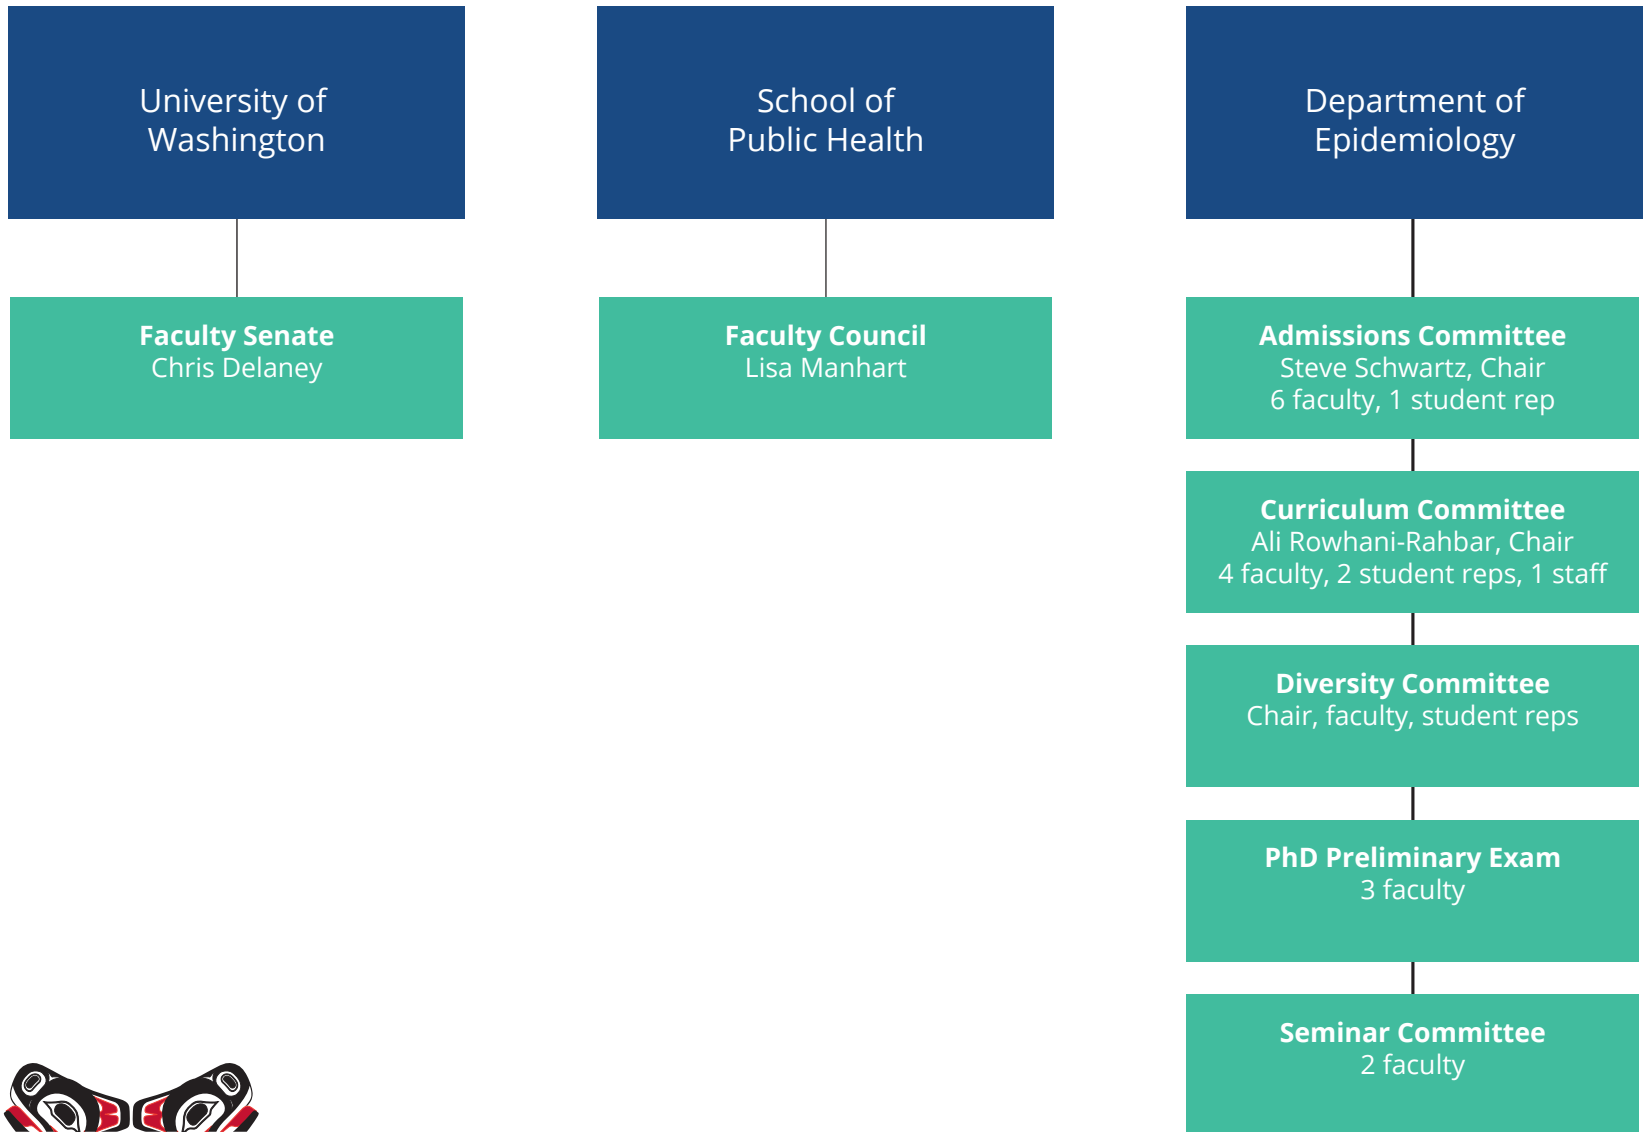 University of
Washington
School of
Public Health
Department of
Epidemiology
Faculty Senate
Chris Delaney
Faculty Council
Lisa Manhart
Admissions Committee
Steve Schwartz, Chair
6 faculty, 1 student rep
Curriculum Committee
Ali Rowhani-Rahbar, Chair
4 faculty, 2 student reps, 1 staff
Diversity Committee
Chair, faculty, student reps
PhD Preliminary Exam
3 faculty
Seminar Committee
2 faculty